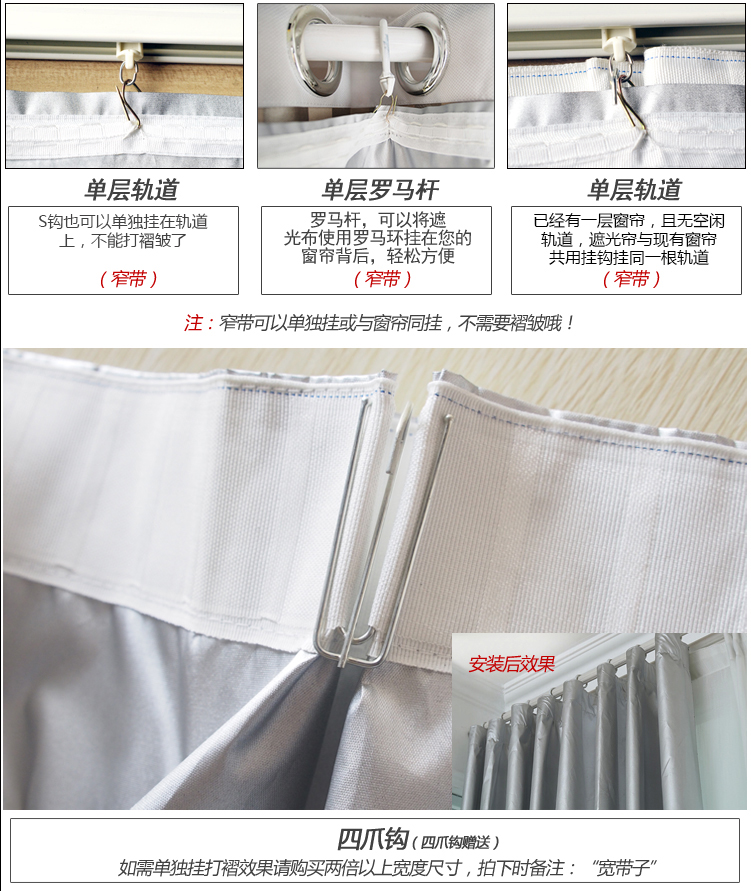 单层轨道
S钩也可以单独挂在轨道
上，不能打褶皱了
（窄带）
单层罗马杆
罗马杆，可以将遮
光布使用罗马环挂在您的
窗帘背后，轻松方便
（窄带）
单层轨道
已经有一层窗帘，且无空闲
轨道，遮光帘与现有窗帘
共用挂钩挂同一根轨道
（窄带）
注：窄带可以单独挂或与窗帘同挂，不需要褶皱哦！
安装后效果
四爪钩（四爪钩赠送）
如需单独挂打褶效果请购买两倍以上宽度尺寸，拍下时备注：“宽带子”